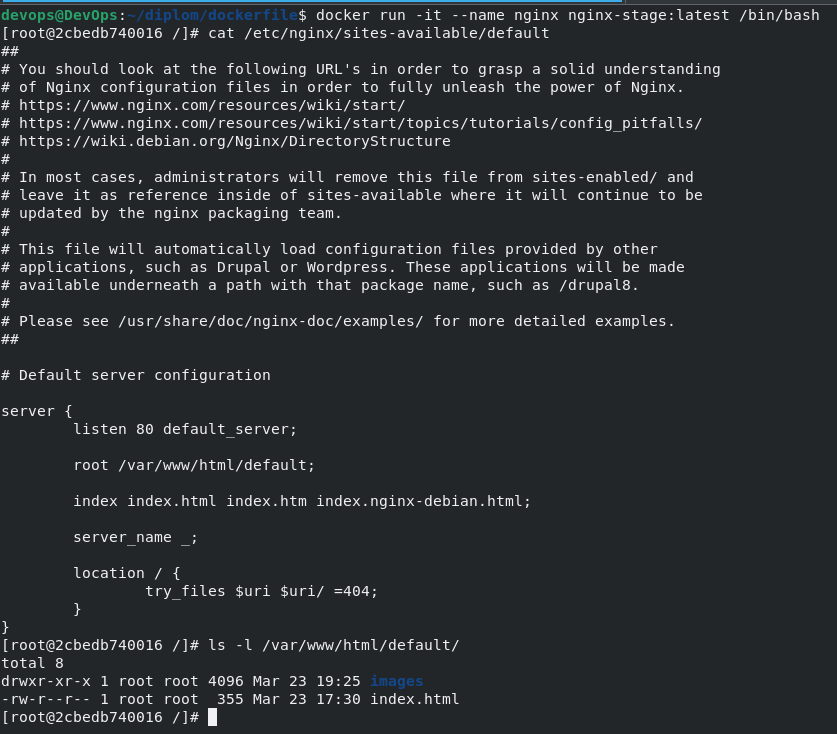 devops@DevOps:~/diplom/dockerfile$ docker run -it --name nginx nginx-stage:latest /bin/bash
[root@2cbedb740016 /]# cat /etc/nginx/sites-available/default
##
# You should look at the following URL's in order to grasp a solid understanding
# of Nginx configuration files in order to fully unleash the power of Nginx.
# https://www.nginx.com/resources/wiki/start/
# https://www.nginx.com/resources/wiki/start/topics/tutorials/config_pitfalls/
# https://wiki.debian.org/Nginx/DirectoryStructure
#
# In most cases, administrators will remove this file from sites-enabled/ and
# leave it as reference inside of sites-available where it will continue to be
# updated by the nginx packaging team.
#
# This file will automatically load configuration files provided by other
# applications, such as Drupal or Wordpress. These applications will be made
# available underneath a path with that package name, such as /drupal8.
#
# Please see /usr/share/doc/nginx-doc/examples/ for more detailed examples.
##

# Default server configuration

server {
        listen 80 default_server;

        root /var/www/html/default;

        index index.html index.htm index.nginx-debian.html;

        server_name _;

        location / {
                try_files $uri $uri/ =404;
        }
}
[root@2cbedb740016 /]# ls -l /var/www/html/default/
total 8
drwxr-xr-x 1 root root 4096 Mar 23 19:25 images
-rw-r--r-- 1 root root  355 Mar 23 17:30 index.html
[root@2cbedb740016 /]#